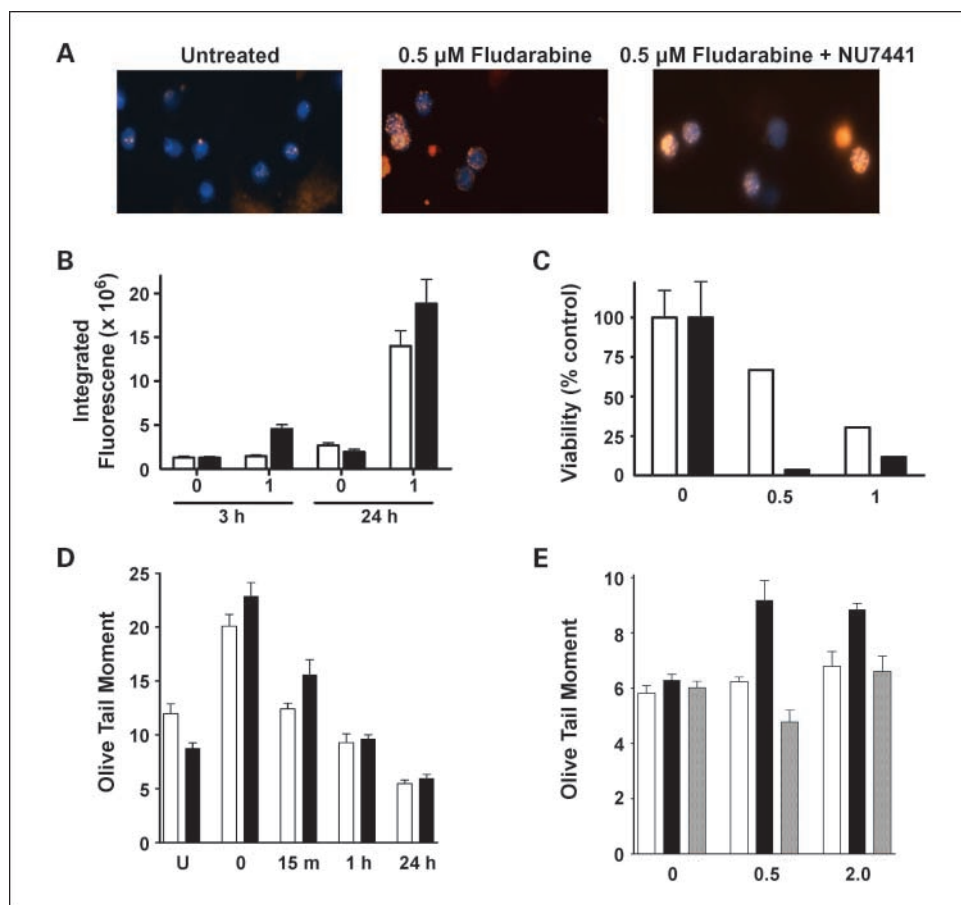 A
Untreated
0.5 µM Fludarabine
0.5 µM Fludarabine + NU7441
B
Integrated
Fluorescene (x 10⁶)
20
15
10
5
0
0 1 0 1
3 h 24 h
C
Viability (% control)
100
75
50
25
0
0 0.5 1
D
Olive Tail Moment
25
20
15
10
5
0
U 0 15 m 1 h 24 h
E
Olive Tail Moment
10
8
6
4
2
0
0 0.5 2.0